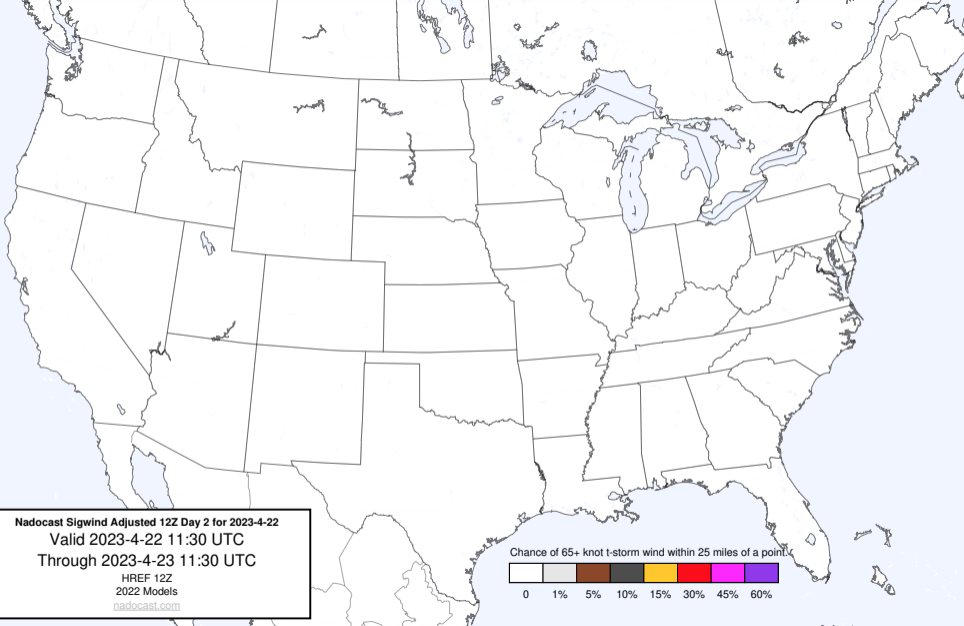 Nadocast Sigwind Adjusted 12Z Day 2 for 2023-4-22
Valid 2023-4-22 11:30 UTC
Through 2023-4-23 11:30 UTC
HREF 12Z
2022 Models
nadocast.com
Chance of 65+ knot t-storm wind within 25 miles of a point.
0 1% 5% 10% 15% 30% 45% 60%